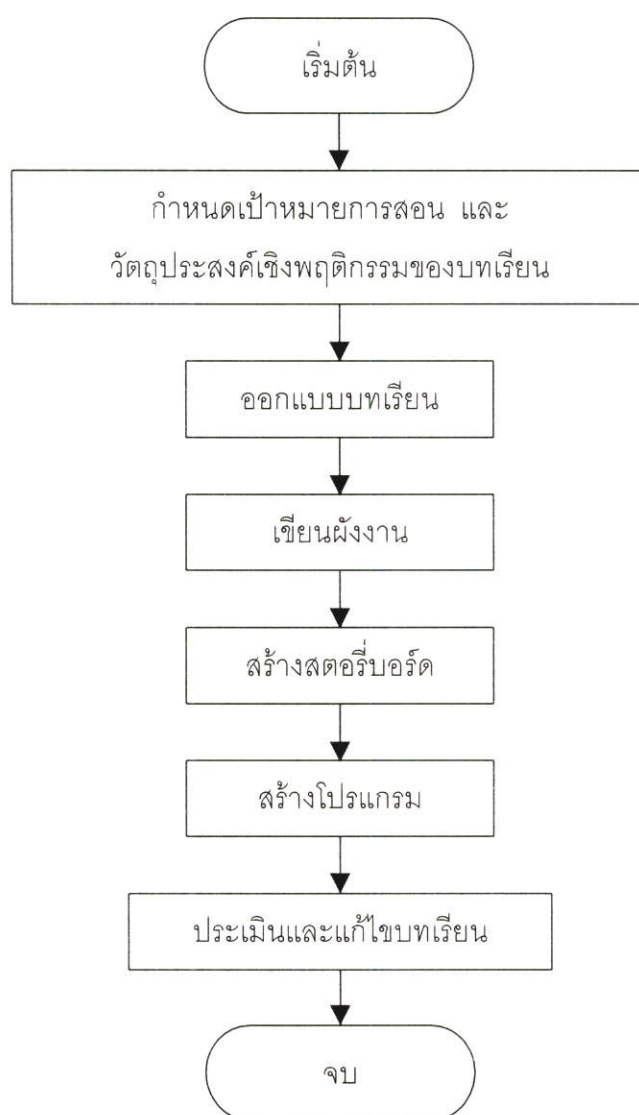 เริ่มต้น
กำหนดเป้าหมายการสอน และ
วัตถุประสงค์เชิงพฤติกรรมของบทเรียน
ออกแบบบทเรียน
เขียนผังงาน
สร้างสตอรี่บอร์ด
สร้างโปรแกรม
ประเมินและแก้ไขบทเรียน
จบ